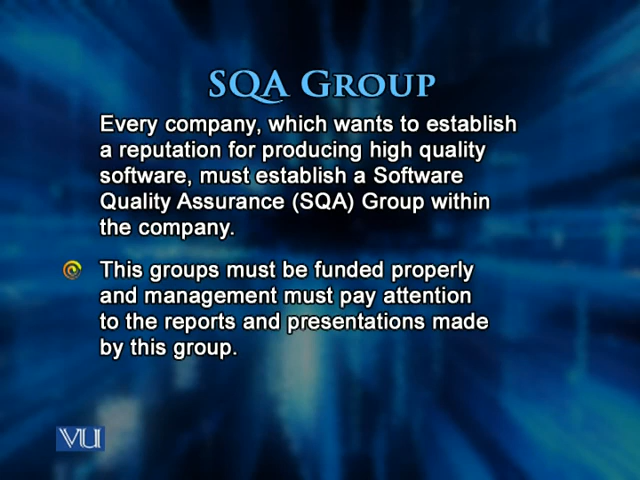 SQA Group
Every company, which wants to establish
a reputation for producing high quality
software, must establish a Software
Quality Assurance (SQA) Group within
the company.
This groups must be funded properly
and management must pay attention
to the reports and presentations made
by this group.
VU